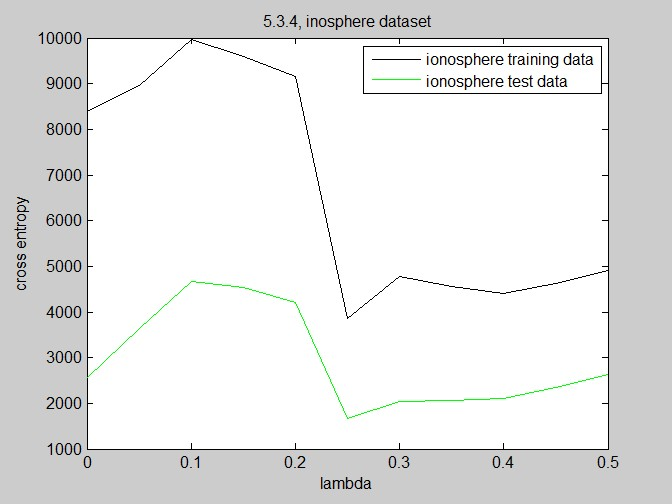 5.3.4, inosphere dataset
ionosphere training data
ionosphere test data
10000
9000
8000
7000
6000
5000
4000
3000
2000
1000
cross entropy
0 0.1 0.2 0.3 0.4 0.5
lambda